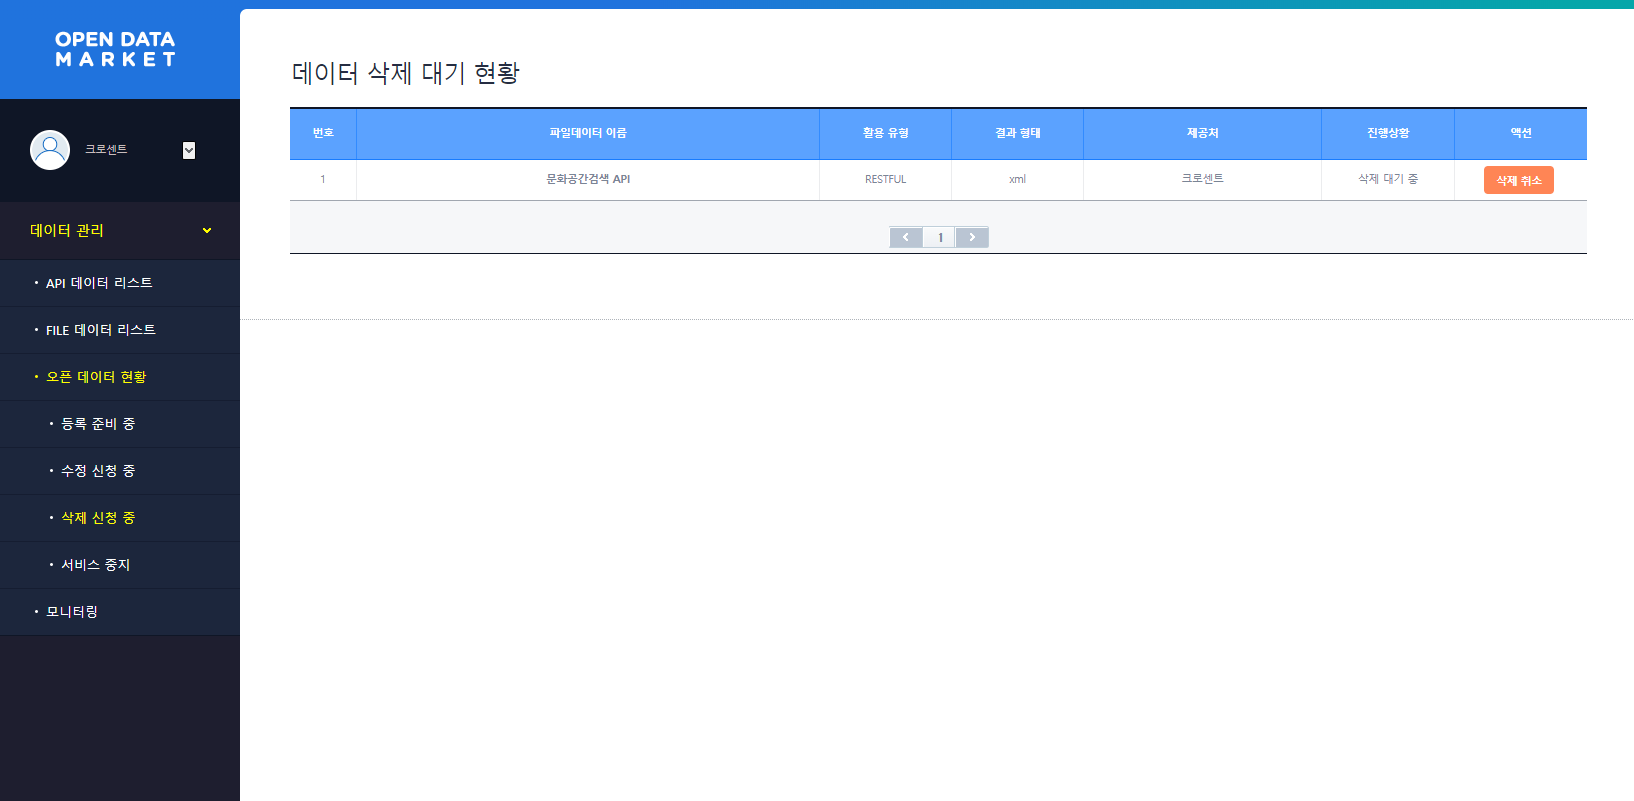 OPEN DATA
MARKET
크로센트
데이터 관리
• API 데이터 리스트
• FILE 데이터 리스트
• 오픈 데이터 현황
• 등록 준비 중
• 수정 신청 중
• 삭제 신청 중
• 서비스 중지
• 모니터링
데이터 삭제 대기 현황
번호 파일데이터 이름 활용 유형 결과 형태 제공처 진행상황 액션
1 문화공간검색 API RESTFUL xml 크로센트 삭제 대기 중 삭제 취소
1